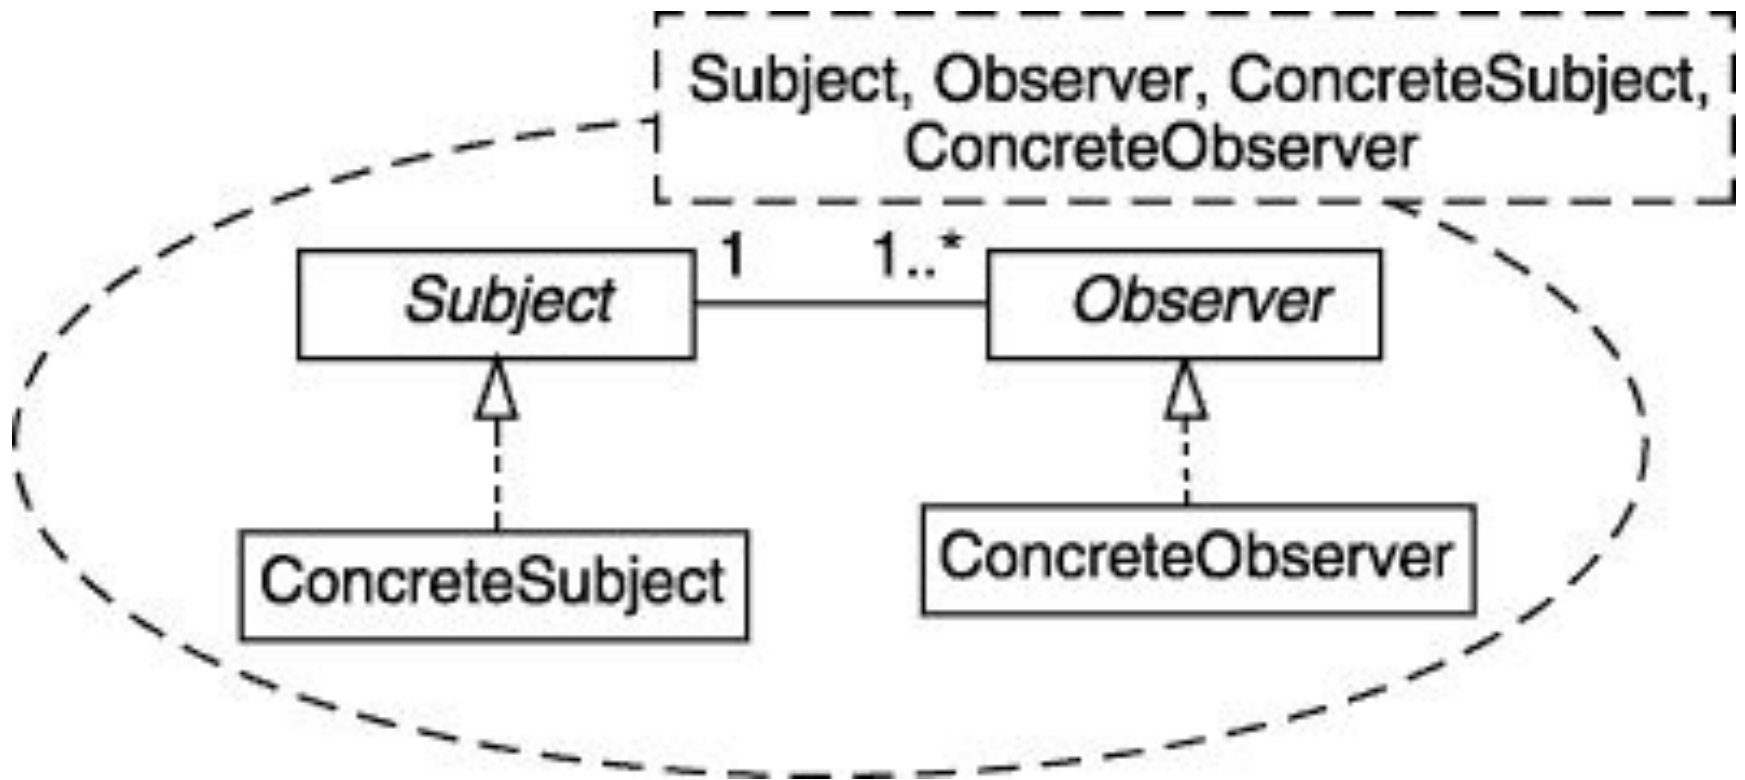 Subject, Observer, ConcreteSubject,
ConcreteObserver
1 1..*
Subject Observer
ConcreteSubject ConcreteObserver